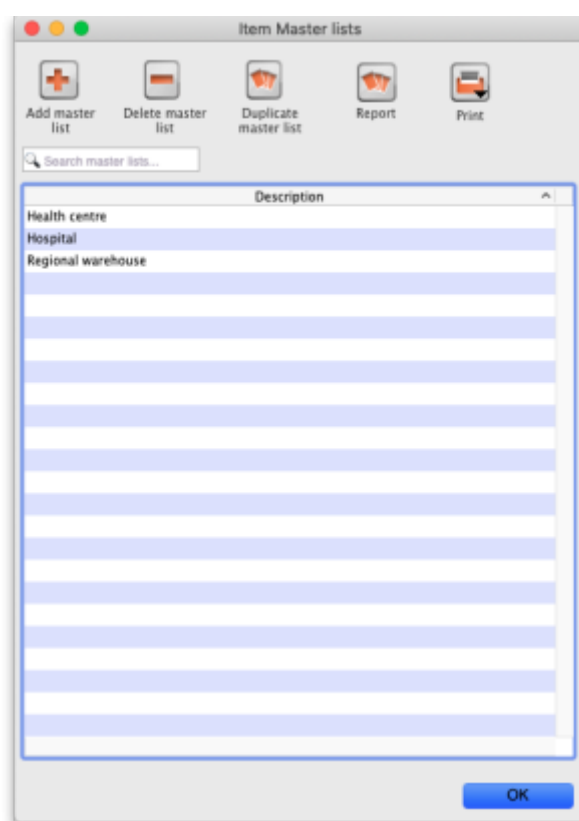 Item Master lists
Add master list
Delete master list
Duplicate master list
Report
Print
Search master lists...
Description
Health centre
Hospital
Regional warehouse
OK